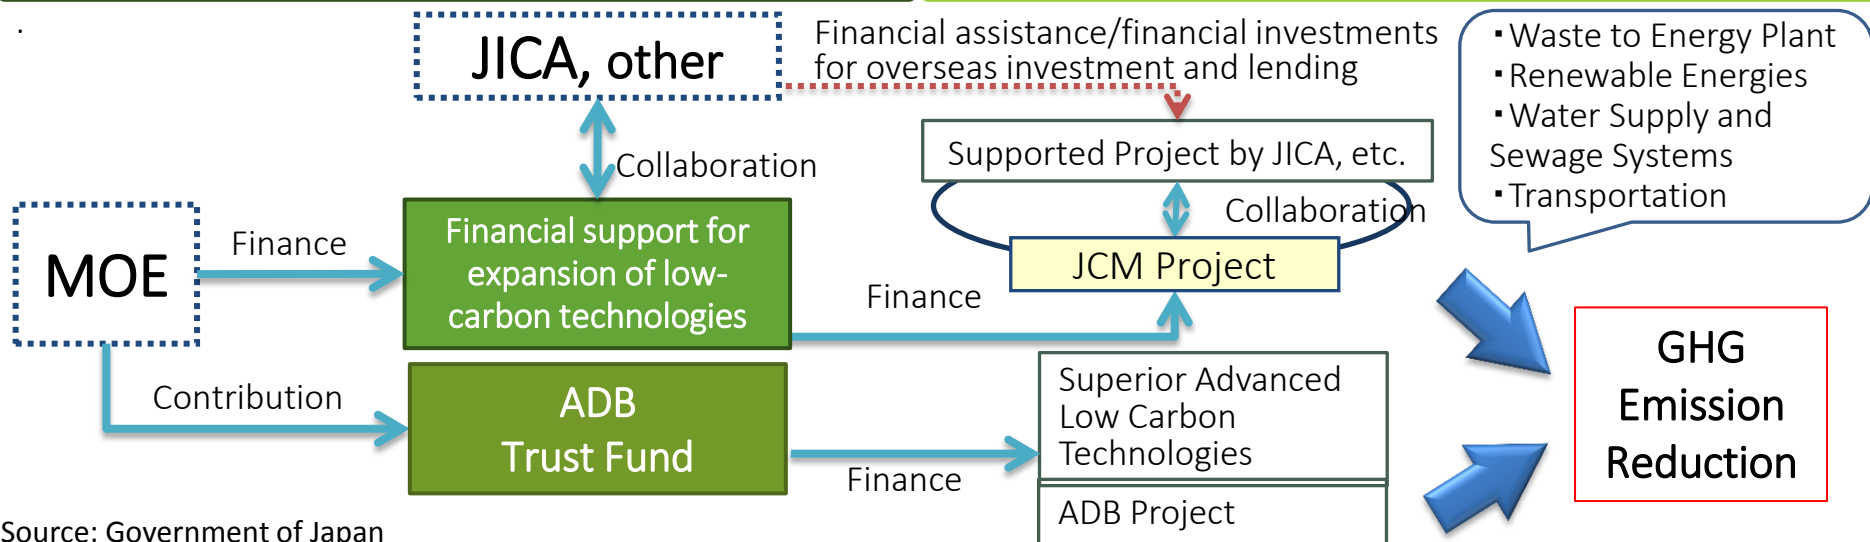 .
JICA, other
Financial assistance/financial investments
for overseas investment and lending
▪Waste to Energy Plant
▪Renewable Energies
▪Water Supply and
Sewage Systems
▪Transportation
Collaboration
Supported Project by JICA, etc.
Collaboration
MOE
Finance
Financial support for
expansion of low-
carbon technologies
JCM Project
Finance
Contribution
ADB
Trust Fund
Finance
Superior Advanced
Low Carbon
Technologies
ADB Project
GHG
Emission
Reduction
Source: Government of Japan